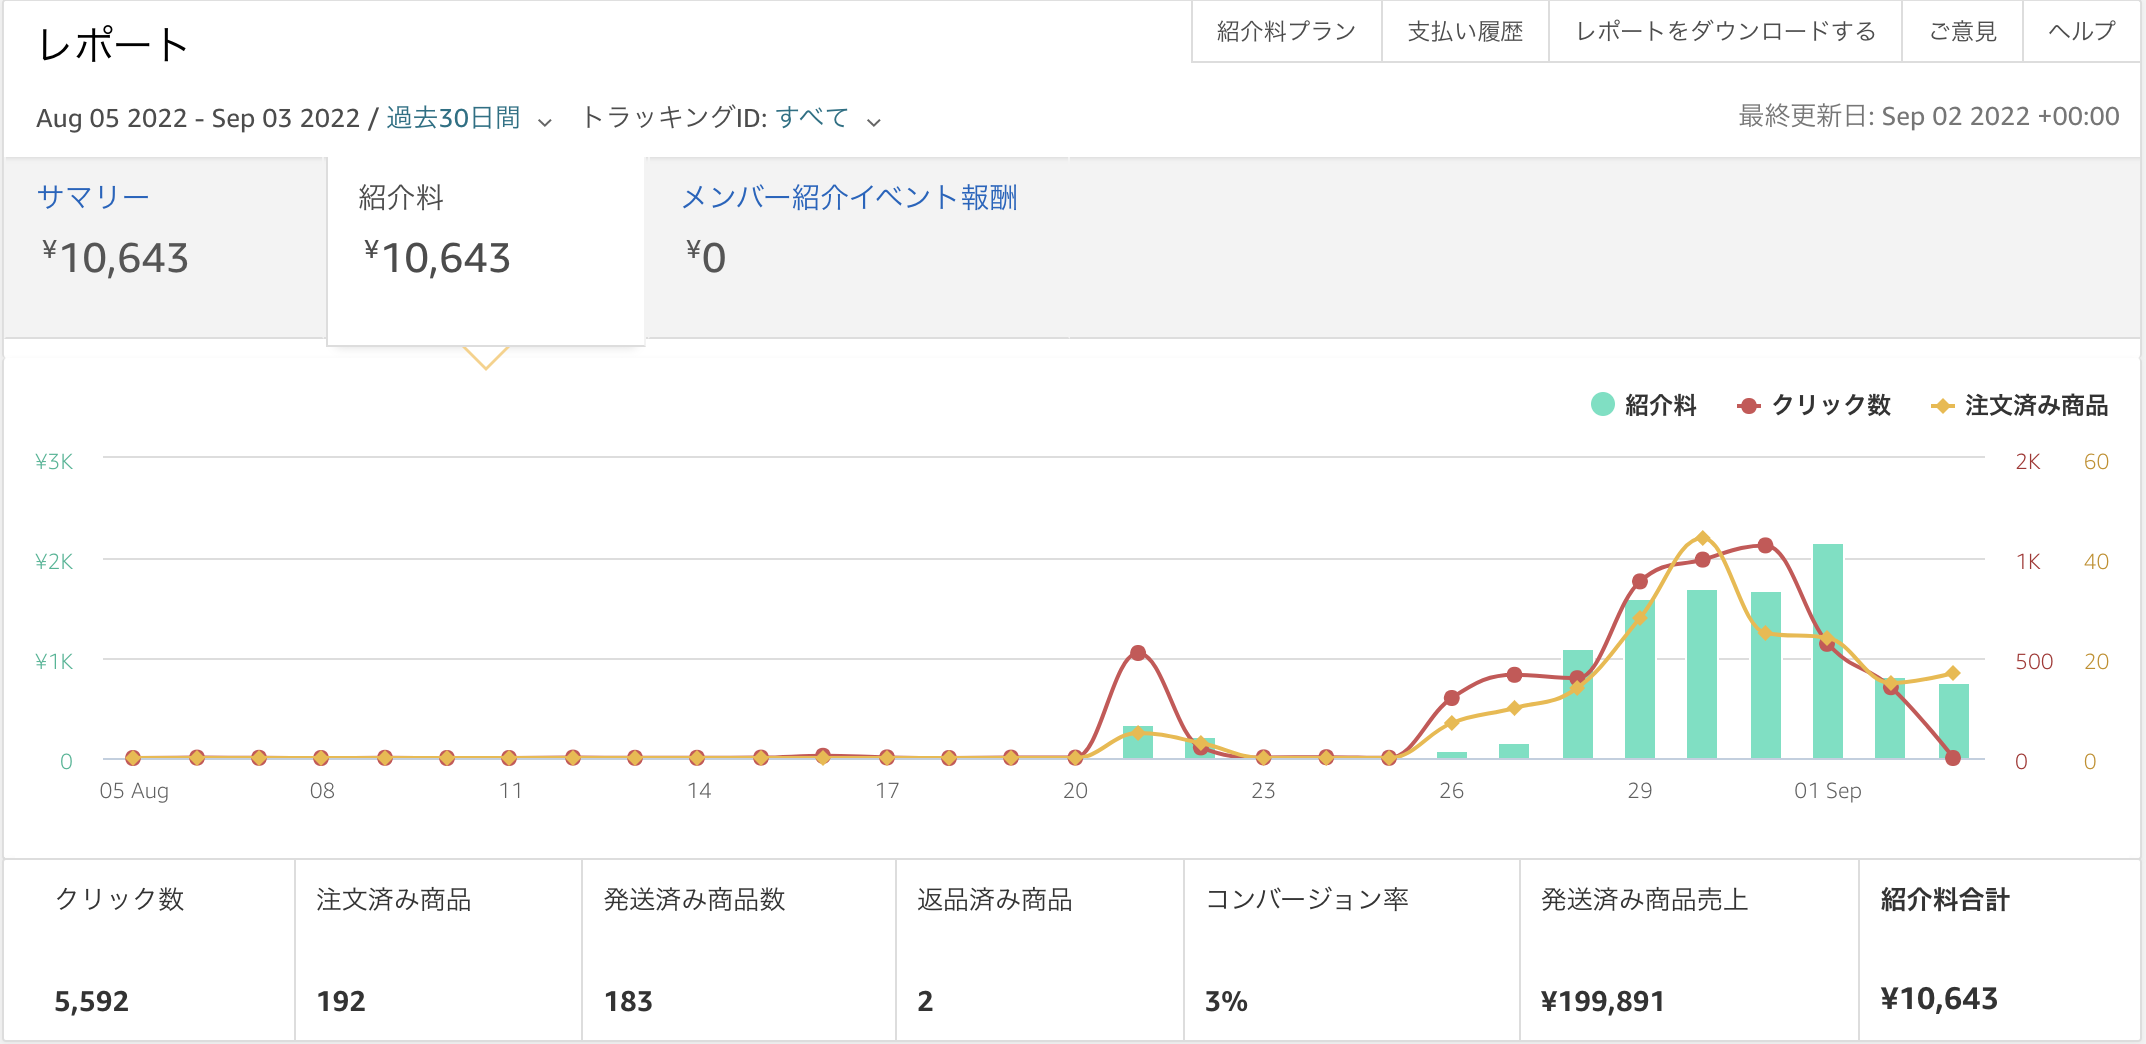 レポート
紹介料プラン 支払い履歴 レポートをダウンロードする ご意見 ヘルプ
Aug 05 2022 - Sep 03 2022 / 過去30日間 トラッキングID: すべて
最終更新日: Sep 02 2022 +00:00
サマリー
¥10,643
紹介料
¥10,643
メンバー紹介イベント報酬
¥0
紹介料 クリック数 注文済み商品
¥3K 2K 60
¥2K 1K 40
¥1K 500 20
0 0 0
05 Aug 08 11 14 17 20 23 26 29 01 Sep
クリック数 注文済み商品 発送済み商品数 返品済み商品 コンバージョン率 発送済み商品売上 紹介料合計
5,592 192 183 2 3% ¥199,891 ¥10,643